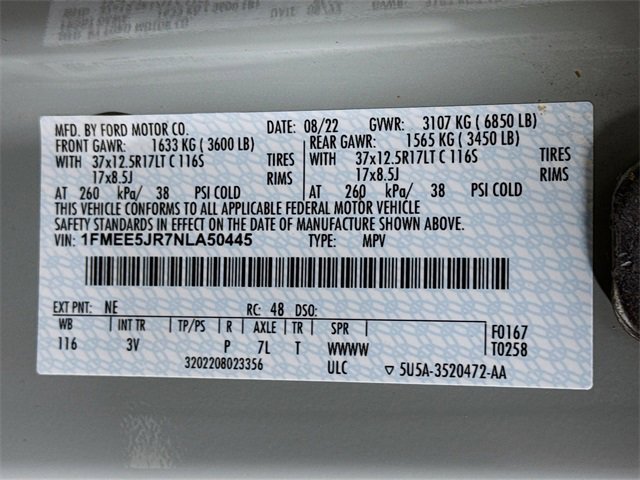 MFD. BY FORD MOTOR CO. DATE: 08/22 GVWR: 3107 KG ( 6850 LB)
FRONT GAWR: 1633 KG ( 3600 LB) REAR GAWR: 1565 KG ( 3450 LB)
WITH 37x12.5R17LT C 116S TIRES WITH 37x12.5R17LT C 116S TIRES
17x8.5J RIMS 17x8.5J RIMS
AT 260 kPa/ 38 PSI COLD AT 260 kPa/ 38 PSI COLD
THIS VEHICLE CONFORMS TO ALL APPLICABLE FEDERAL MOTOR VEHICLE
SAFETY STANDARDS IN EFFECT ON THE DATE OF MANUFACTURE SHOWN ABOVE.
VIN: 1FMEE5JR7NLA50445 TYPE: MPV
EXT PNT: NE RC: 48 DSO:
WB INT TR TP/PS R AXLE TR SPR F0167
116 3V P 7L T WWWW T0258
3202208023356 ULC ▽ 5U5A-3520472-AA